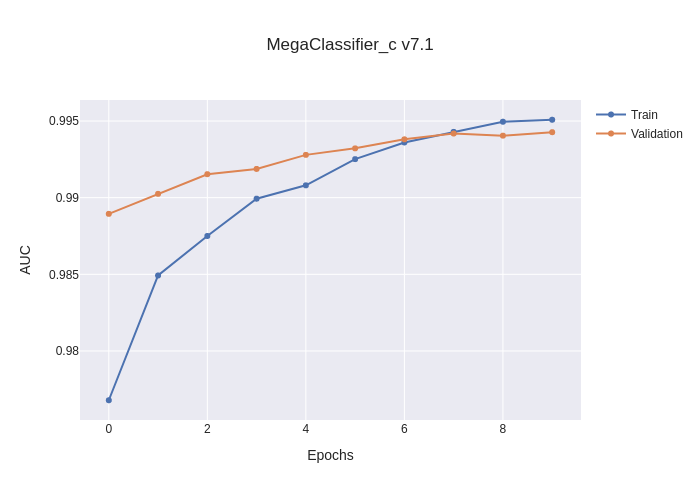 MegaClassifier_c v7.1
0.995
0.99
0.985
0.98
AUC
0 2 4 6 8
Epochs
Train
Validation